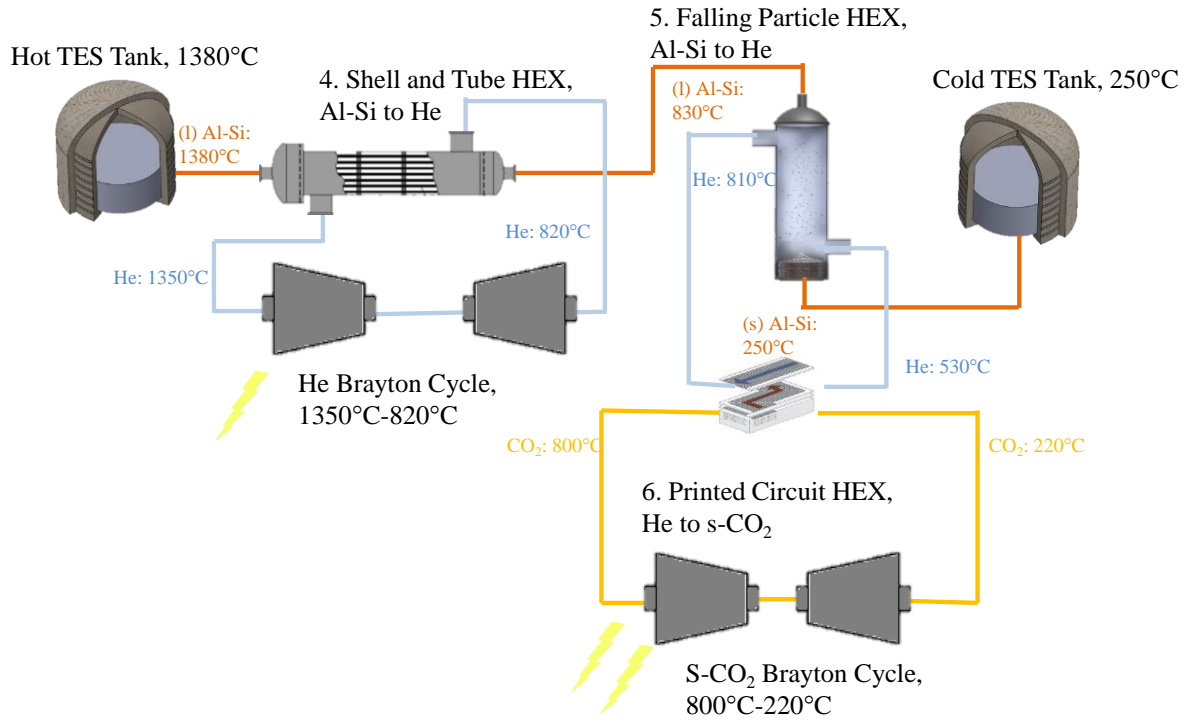 Hot TES Tank, 1380°C
(l) Al-Si:
1380°C
4. Shell and Tube HEX,
Al-Si to He
5. Falling Particle HEX,
Al-Si to He
(l) Al-Si:
830°C
Cold TES Tank, 250°C
He: 810°C
He: 820°C
He: 1350°C
He Brayton Cycle,
1350°C-820°C
(s) Al-Si:
250°C
He: 530°C
CO₂: 800°C
CO₂: 220°C
6. Printed Circuit HEX,
He to s-CO₂
S-CO₂ Brayton Cycle,
800°C-220°C